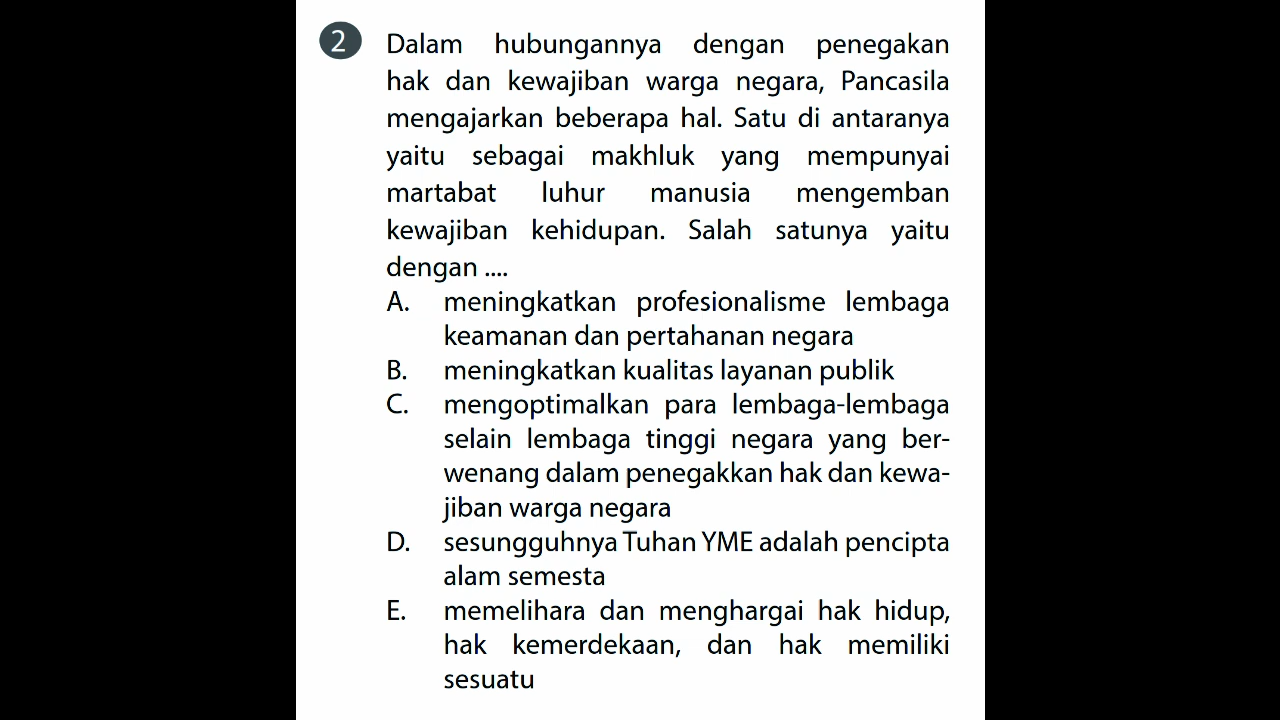 2 Dalam hubungannya dengan penegakan
hak dan kewajiban warga negara, Pancasila
mengajarkan beberapa hal. Satu di antaranya
yaitu sebagai makhluk yang mempunyai
martabat luhur manusia mengemban
kewajiban kehidupan. Salah satunya yaitu
dengan ....
A. meningkatkan profesionalisme lembaga
keamanan dan pertahanan negara
B. meningkatkan kualitas layanan publik
C. mengoptimalkan para lembaga-lembaga
selain lembaga tinggi negara yang ber-
wenang dalam penegakkan hak dan kewa-
jiban warga negara
D. sesungguhnya Tuhan YME adalah pencipta
alam semesta
E. memelihara dan menghargai hak hidup,
hak kemerdekaan, dan hak memiliki
sesuatu